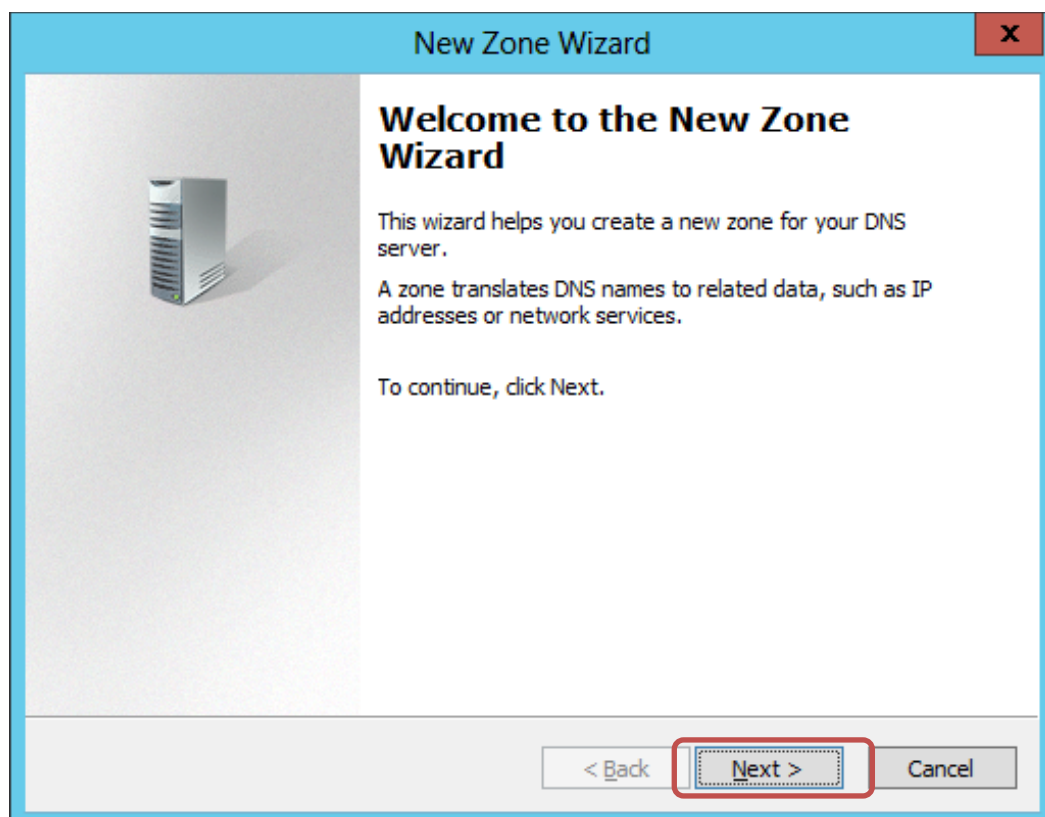 New Zone Wizard
x
Welcome to the New Zone
Wizard
This wizard helps you create a new zone for your DNS
server.
A zone translates DNS names to related data, such as IP
addresses or network services.
To continue, click Next.
< Back Next > Cancel